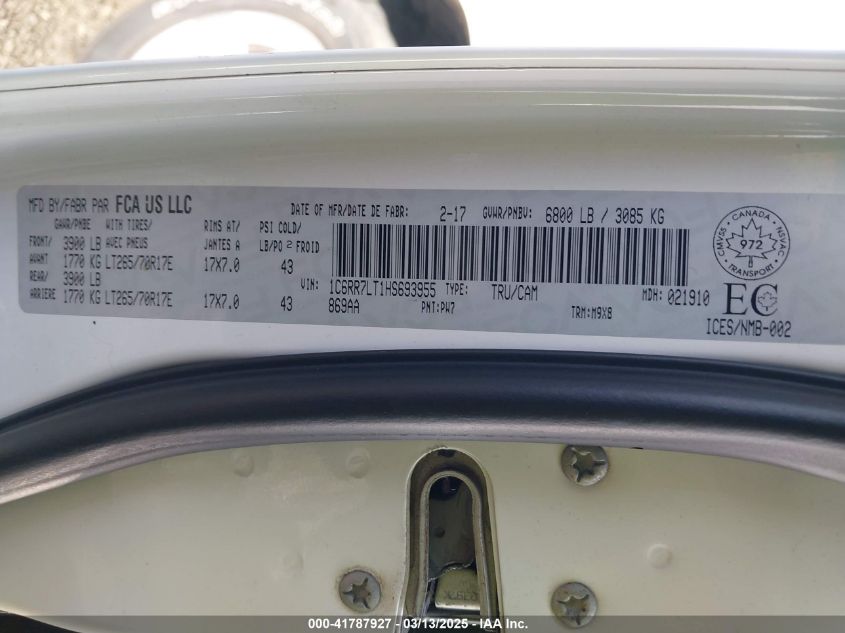 MFD BY/FABR PAR FCA US LLC
DATE OF MFR/DATE DE FABR: 2-17 GVWR/PNBV: 6800 LB / 3085 KG
GAWR/PNBE WITH TIRES/ RIMS AT/ PSI COLD/
FRONT/ 3900 LB AVEC PNEUS JANTES A LB/PO 2 FROID
AVANT 1770 KG LT265/70R17E 17X7.0 43
REAR/ 3900 LB
ARRIERE 1770 KG LT265/70R17E 17X7.0 43
VIN: 1C6RR7LT1HS693955 TYPE: TRU/CAM MDH: 021910
869AA PNT: PW7 TRM: M9X8
CANADA
CMVSS NSVAC
972
TRANSPORT
EC
ICES/NMB-002
000-41787927 - 03/13/2025 - IAA Inc.